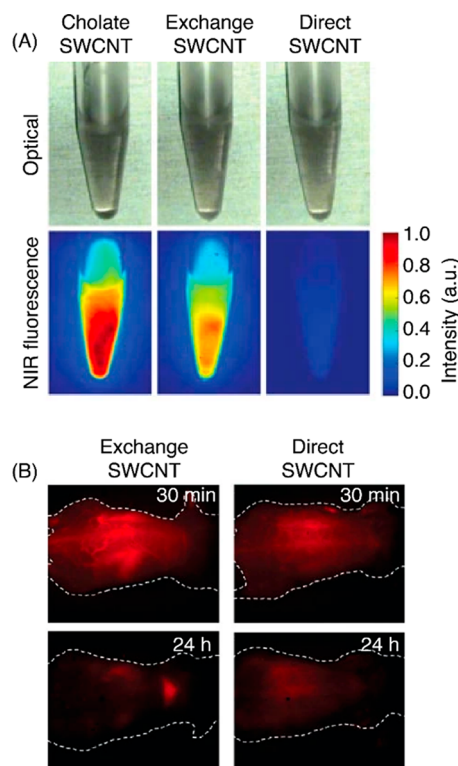 (A)
Cholate
SWCNT
Exchange
SWCNT
Direct
SWCNT
Optical
NIR fluorescence
1.0
0.8
0.6
0.4
0.2
0.0
Intensity (a.u.)
(B)
Exchange
SWCNT
Direct
SWCNT
30 min
30 min
24 h
24 h